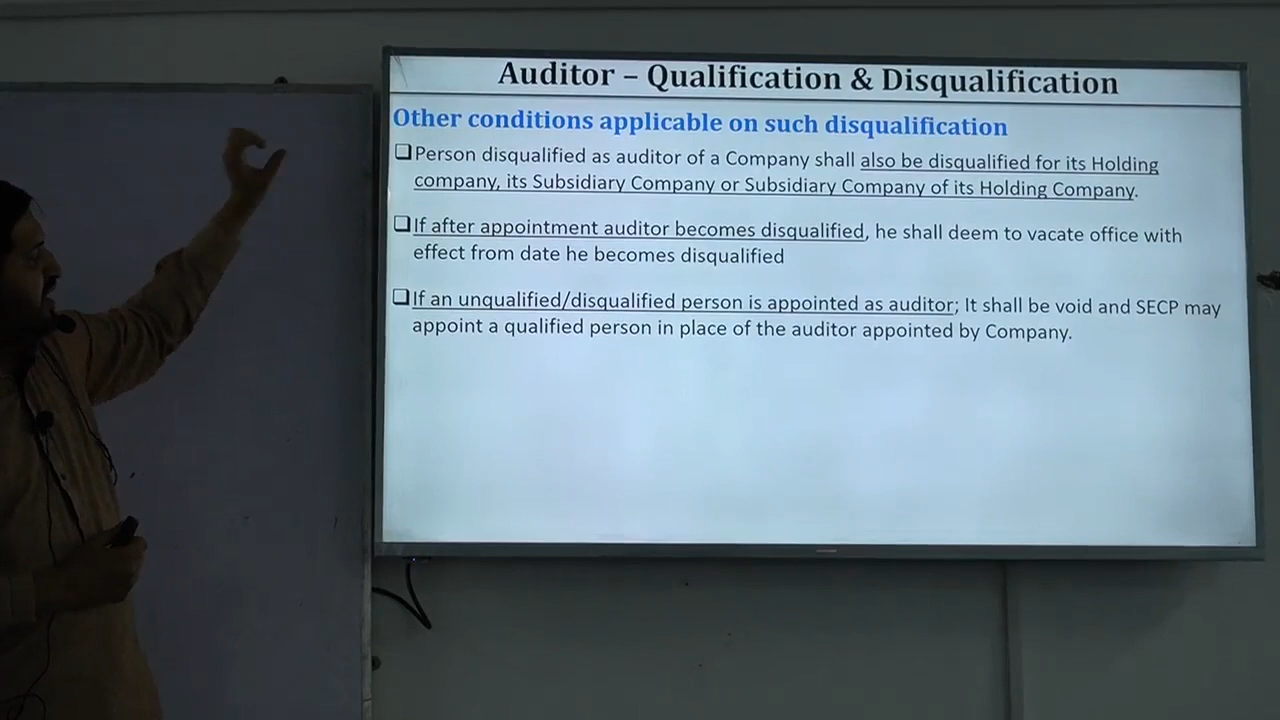 Auditor – Qualification & Disqualification
Other conditions applicable on such disqualification
❑Person disqualified as auditor of a Company shall also be disqualified for its Holding
company, its Subsidiary Company or Subsidiary Company of its Holding Company.
❑If after appointment auditor becomes disqualified, he shall deem to vacate office with
effect from date he becomes disqualified
❑If an unqualified/disqualified person is appointed as auditor; It shall be void and SECP may
appoint a qualified person in place of the auditor appointed by Company.